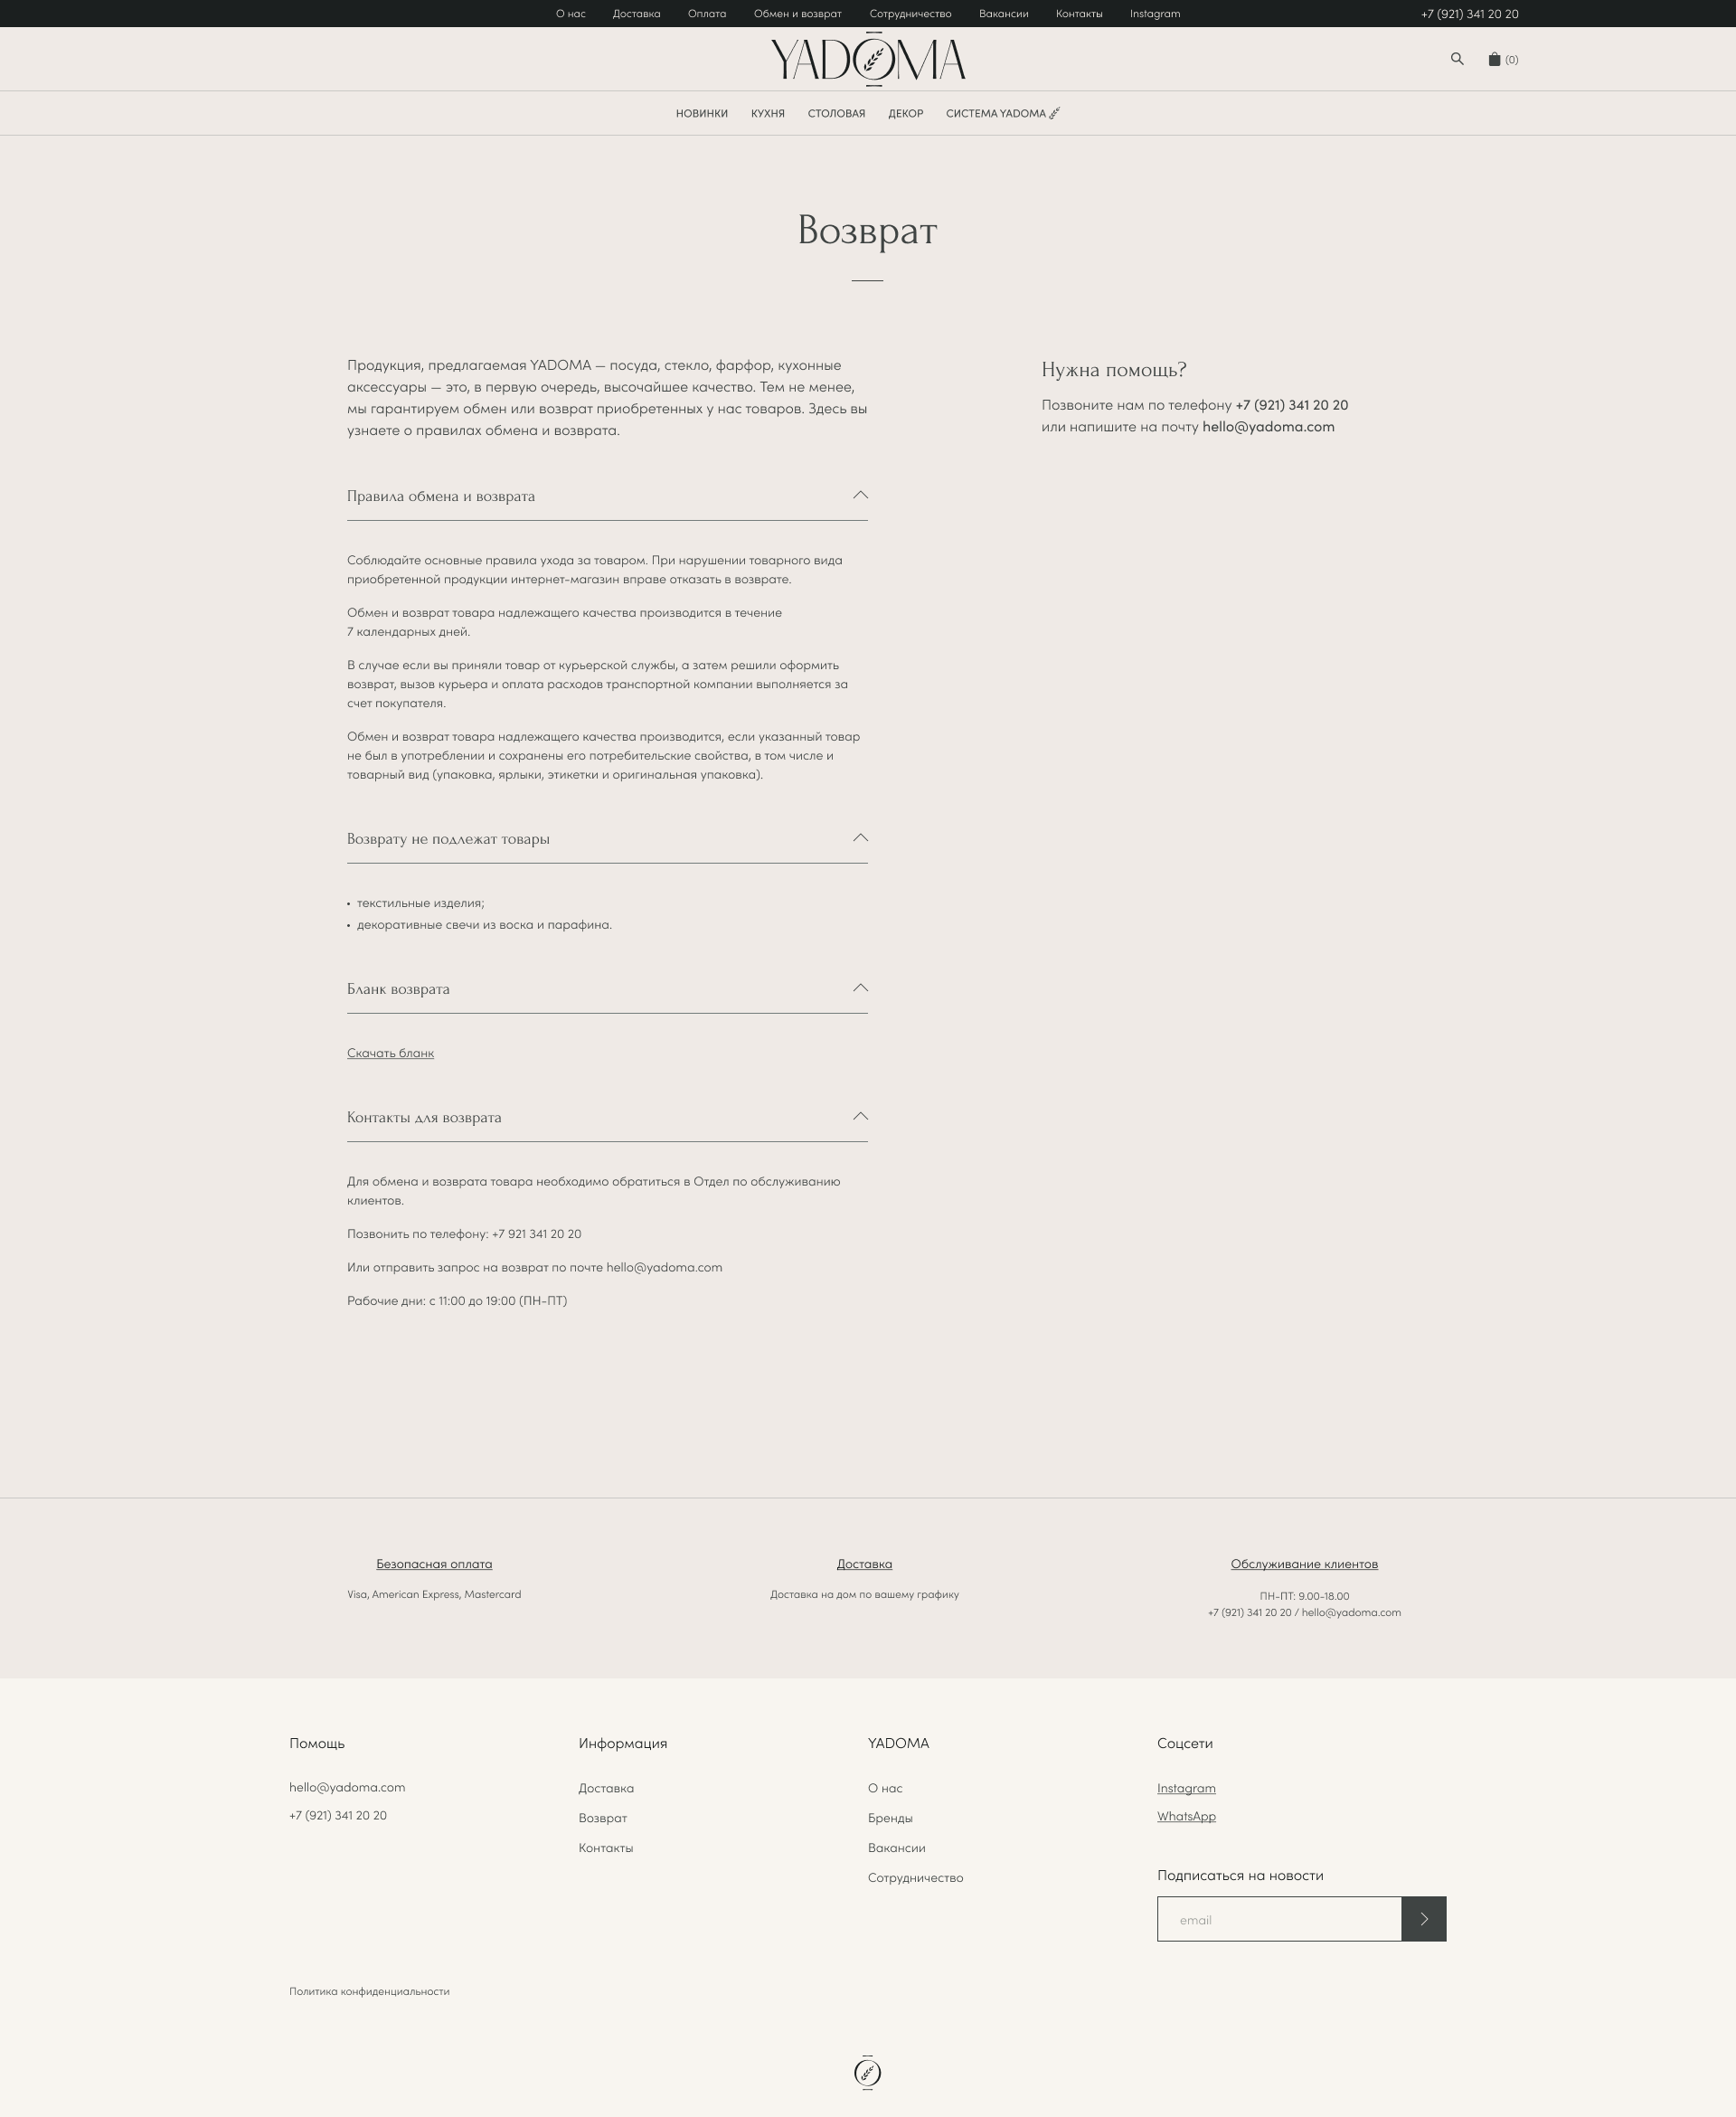 О нас Доставка Оплата Обмен и возврат Сотрудничество Вакансии Контакты Instagram +7 (921) 341 20 20
YADOMA
(0)
НОВИНКИ КУХНЯ СТОЛОВАЯ ДЕКОР СИСТЕМА YADOMA
Возврат
Продукция, предлагаемая YADOMA — посуда, стекло, фарфор, кухонные
аксессуары — это, в первую очередь, высочайшее качество. Тем не менее,
мы гарантируем обмен или возврат приобретенных у нас товаров. Здесь вы
узнаете о правилах обмена и возврата.
Нужна помощь?
Позвоните нам по телефону +7 (921) 341 20 20
или напишите на почту hello@yadoma.com
Правила обмена и возврата
Соблюдайте основные правила ухода за товаром. При нарушении товарного вида
приобретенной продукции интернет-магазин вправе отказать в возврате.
Обмен и возврат товара надлежащего качества производится в течение
7 календарных дней.
В случае если вы приняли товар от курьерской службы, а затем решили оформить
возврат, вызов курьера и оплата расходов транспортной компании выполняется за
счет покупателя.
Обмен и возврат товара надлежащего качества производится, если указанный товар
не был в употреблении и сохранены его потребительские свойства, в том числе и
товарный вид (упаковка, ярлыки, этикетки и оригинальная упаковка).
Возврату не подлежат товары
• текстильные изделия;
• декоративные свечи из воска и парафина.
Бланк возврата
Скачать бланк
Контакты для возврата
Для обмена и возврата товара необходимо обратиться в Отдел по обслуживанию
клиентов.
Позвонить по телефону: +7 921 341 20 20
Или отправить запрос на возврат по почте hello@yadoma.com
Рабочие дни: с 11:00 до 19:00 (ПН-ПТ)
Безопасная оплата
Visa, American Express, Mastercard
Доставка
Доставка на дом по вашему графику
Обслуживание клиентов
ПН-ПТ: 9.00-18.00
+7 (921) 341 20 20 / hello@yadoma.com
Помощь
hello@yadoma.com
+7 (921) 341 20 20
Информация
Доставка
Возврат
Контакты
YADOMA
О нас
Бренды
Вакансии
Сотрудничество
Соцсети
Instagram
WhatsApp
Подписаться на новости
email
Политика конфиденциальности